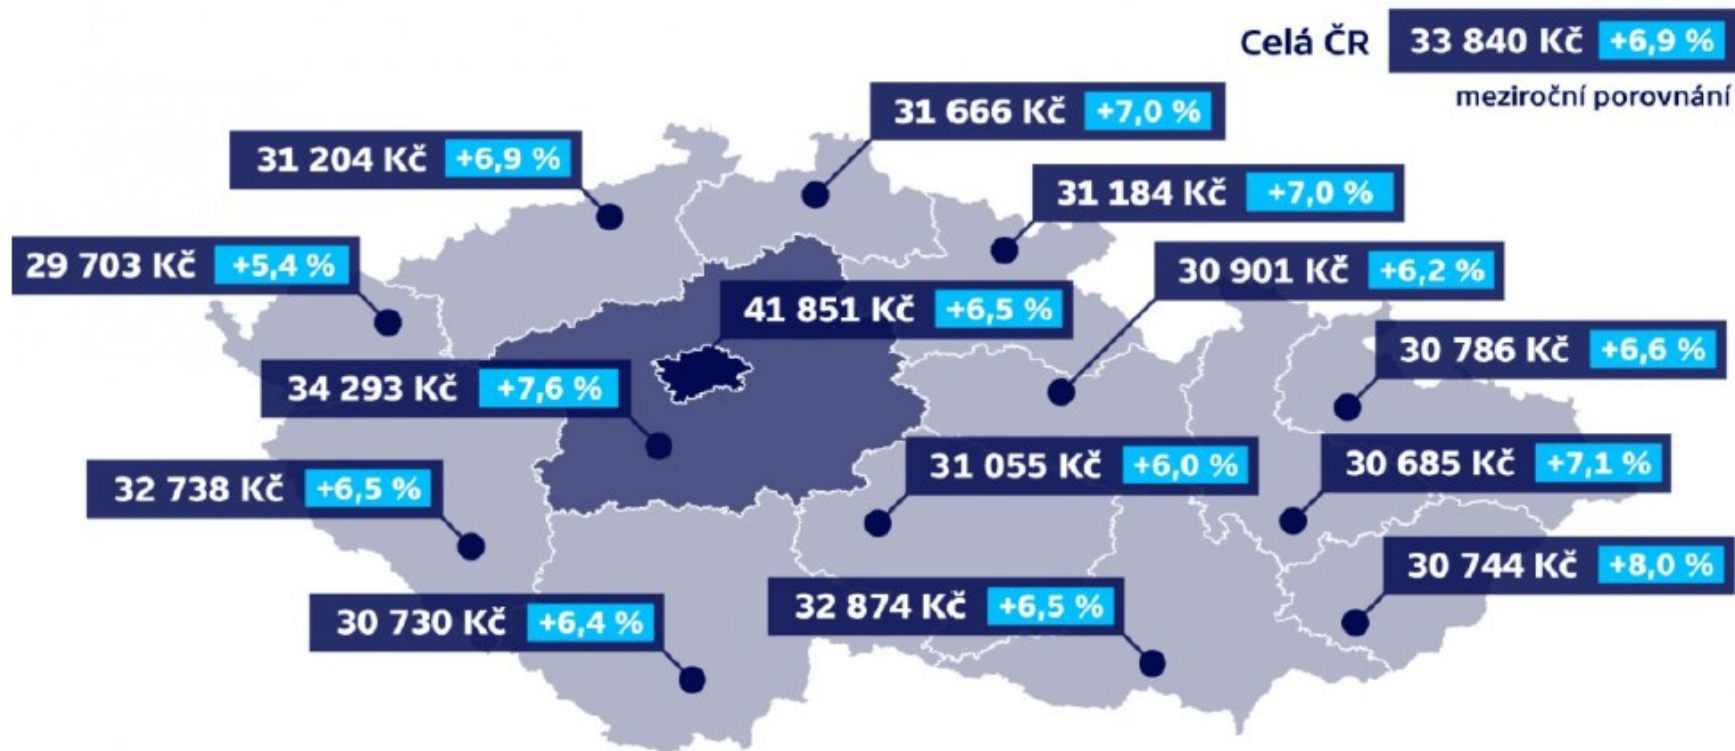 Celá ČR 33 840 Kč +6,9 %
meziroční porovnání
31 666 Kč +7,0 %
31 204 Kč +6,9 %
31 184 Kč +7,0 %
29 703 Kč +5,4 %
30 901 Kč +6,2 %
41 851 Kč +6,5 %
30 786 Kč +6,6 %
34 293 Kč +7,6 %
31 055 Kč +6,0 %
30 685 Kč +7,1 %
32 738 Kč +6,5 %
30 744 Kč +8,0 %
32 874 Kč +6,5 %
30 730 Kč +6,4 %